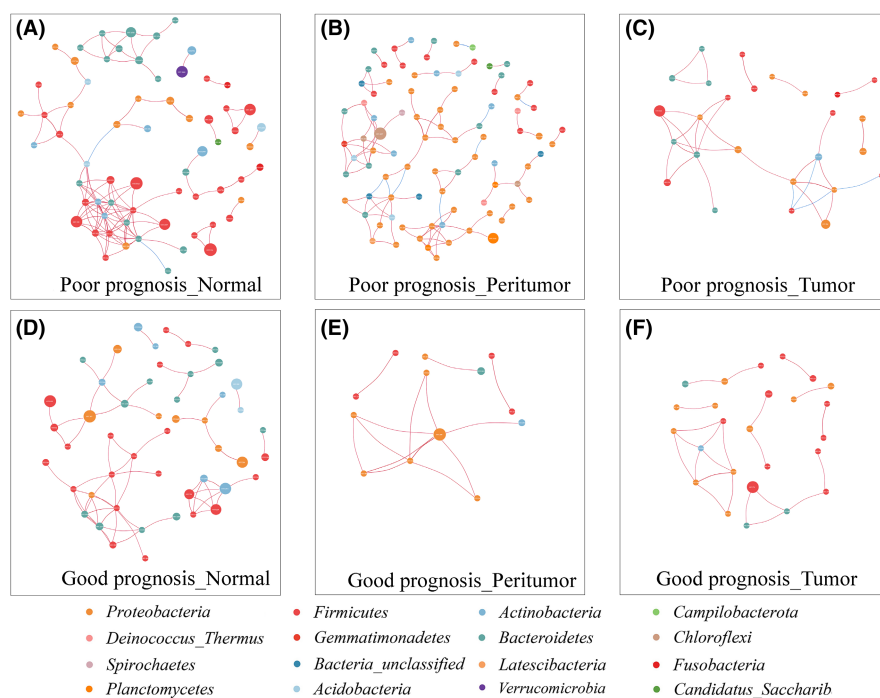 (A)
(B)
(C)
Poor prognosis_Normal
Poor prognosis_Peritumor
Poor prognosis_Tumor
(D)
(E)
(F)
Good prognosis_Normal
Good prognosis_Peritumor
Good prognosis_Tumor
Proteobacteria
Firmicutes
Actinobacteria
Campilobacterota
Deinococcus_Thermus
Gemmatimonadetes
Bacteroidetes
Chloroflexi
Spirochaetes
Bacteria_unclassified
Latescibacteria
Fusobacteria
Planctomycetes
Acidobacteria
Verrucomicrobia
Candidatus_Saccharib